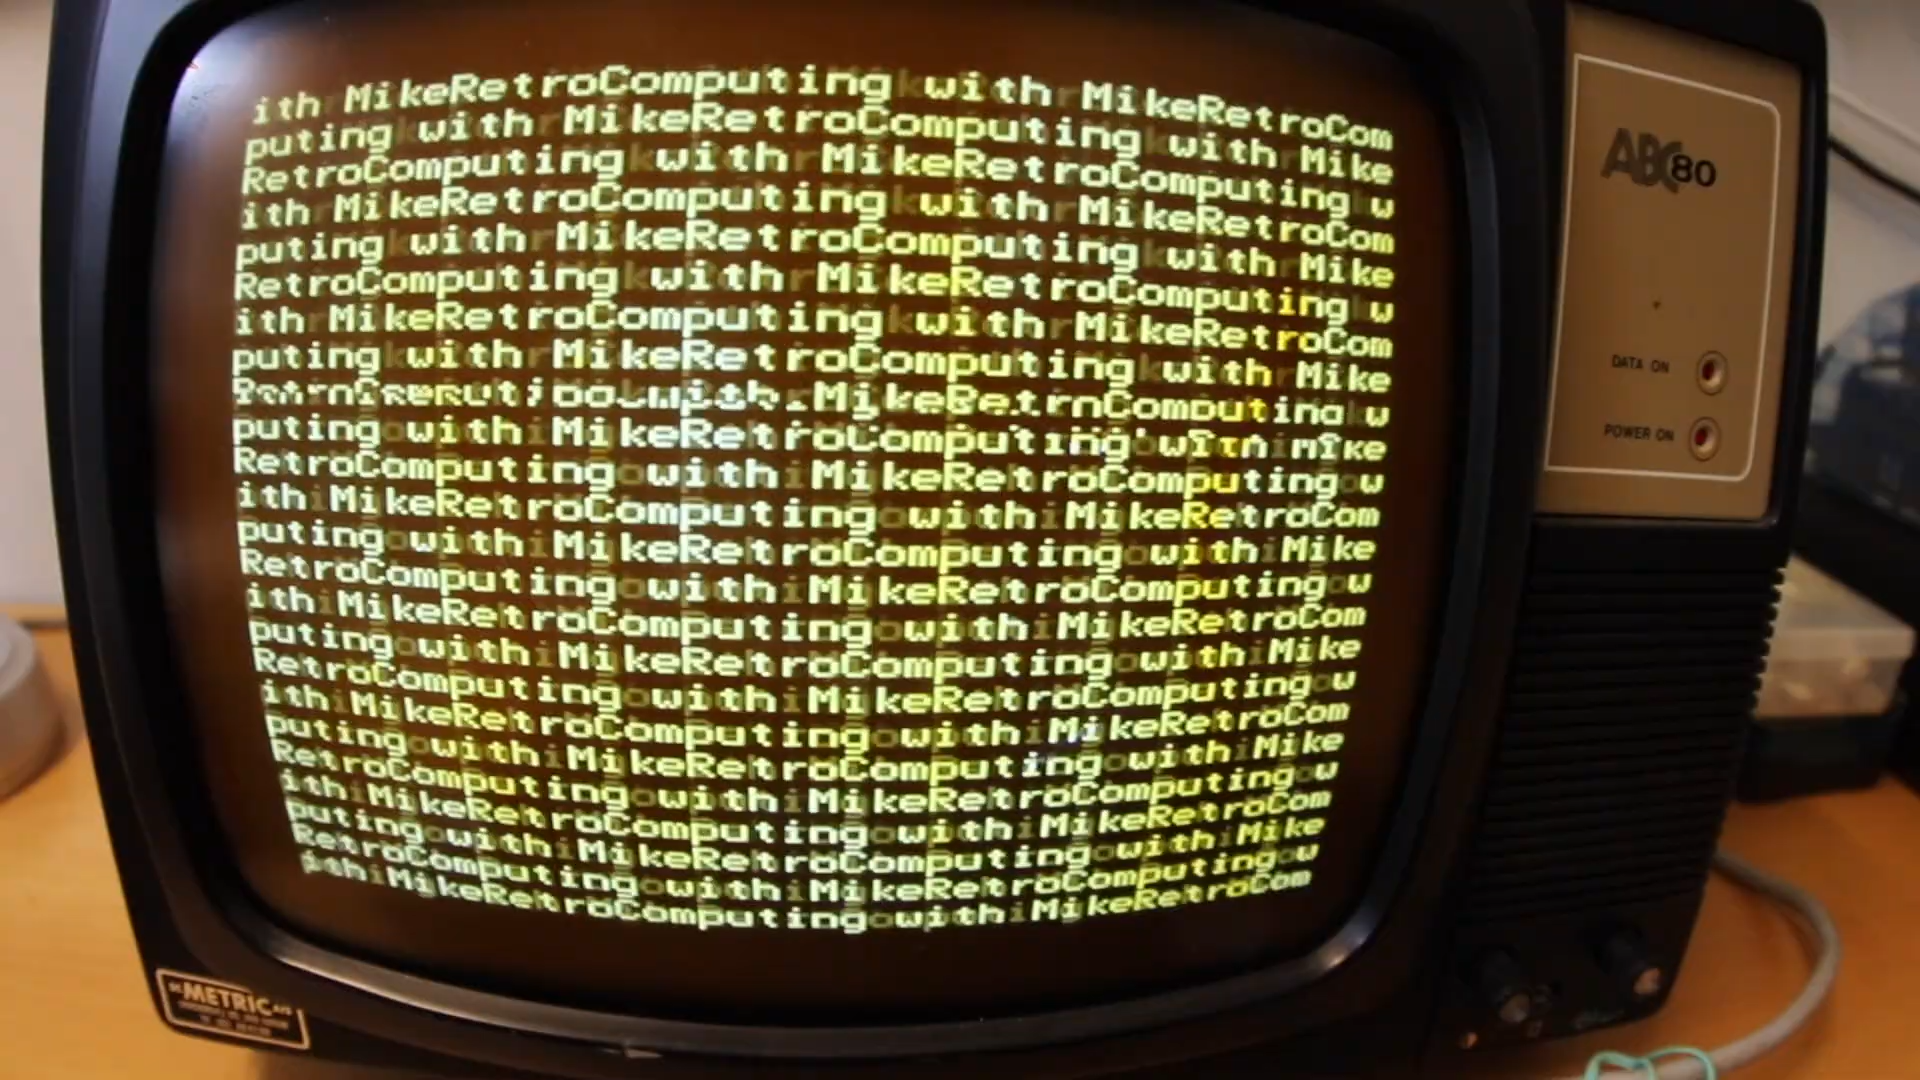 ith MikeRetroComputing with MikeRetroCom
puting with MikeRetroComputing with Mike
RetroComputing with MikeRetroComputing w
ith MikeRetroComputing with MikeRetroCom
puting with MikeRetroComputing with Mike
RetroComputing with MikeRetroComputing w
ith MikeRetroComputing with MikeRetroCom
puting with MikeRetroComputing with Mike
RetroComputing with MikeRetroComputing w
puting with MikeRetroComputing with Mike
RetroComputing with MikeRetroComputing w
ith MikeRetroComputing with MikeRetroCom
puting with MikeRetroComputing with Mike
RetroComputing with MikeRetroComputing w
ith MikeRetroComputing with MikeRetroCom
puting with MikeRetroComputing with Mike
RetroComputing with MikeRetroComputing w
ith MikeRetroComputing with MikeRetroCom
puting with MikeRetroComputing with Mike
RetroComputing with MikeRetroComputing w
ith MikeRetroComputing with MikeRetroCom
puting with MikeRetroComputing with Mike
RetroComputing with MikeRetroComputing w
ith MikeRetroComputing with MikeRetroCom
ABC80
DATA ON
POWER ON
METRIC